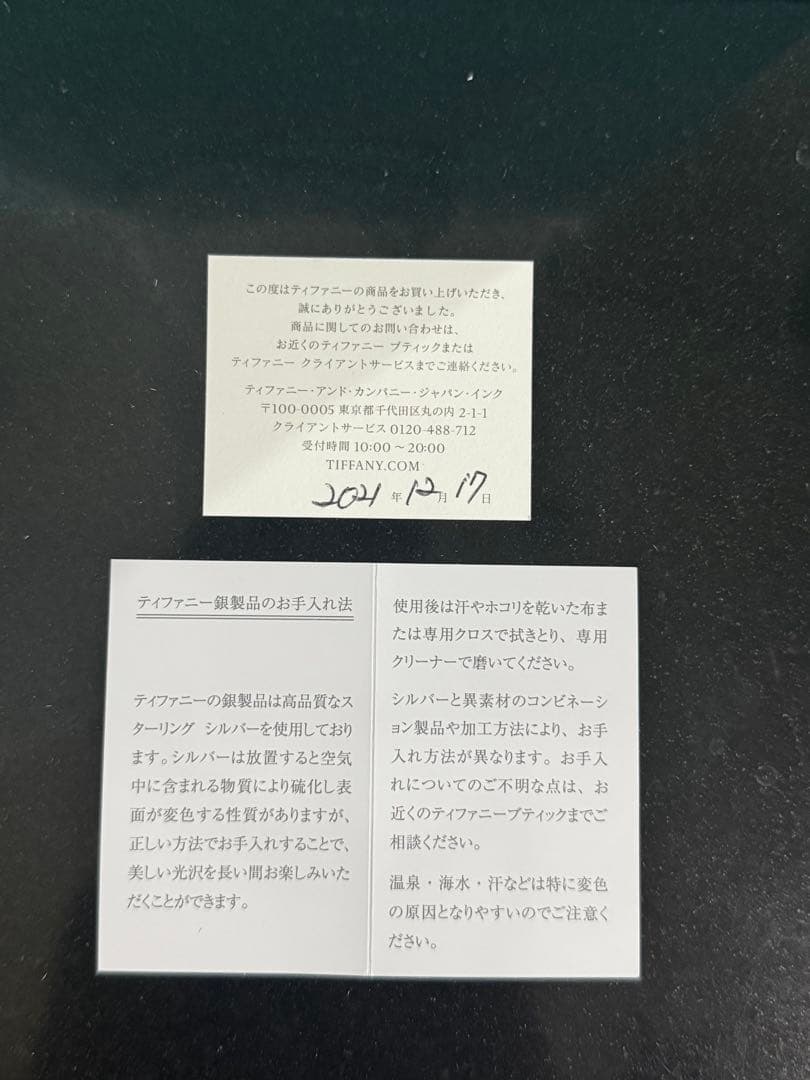 この度はティファニーの商品をお買い上げいただき、
誠にありがとうございました。
商品に関してのお問い合わせは、
お近くのティファニー ブティックまたは
ティファニー クライアントサービスまでご連絡ください。
ティファニー・アンド・カンパニー・ジャパン・インク
〒100-0005 東京都千代田区丸の内 2-1-1
クライアントサービス 0120-488-712
受付時間 10:00 〜 20:00
TIFFANY.COM
2021 年 12 月 17 日
ティファニー銀製品のお手入れ法
ティファニーの銀製品は高品質なス
ターリング シルバーを使用しており
ます。シルバーは放置すると空気
中に含まれる物質により硫化し表
面が変色する性質がありますが、
正しい方法でお手入れすることで、
美しい光沢を長い間お楽しみいた
だくことができます。
使用後は汗やホコリを乾いた布ま
たは専用クロスで拭きとり、専用
クリーナーで磨いてください。
シルバーと異素材のコンビネーシ
ョン製品や加工方法により、お手
入れ方法が異なります。お手入
れについてのご不明な点は、お
近くのティファニーブティックまでご
相談ください。
温泉・海水・汗などは特に変色
の原因となりやすいのでご注意く
ださい。